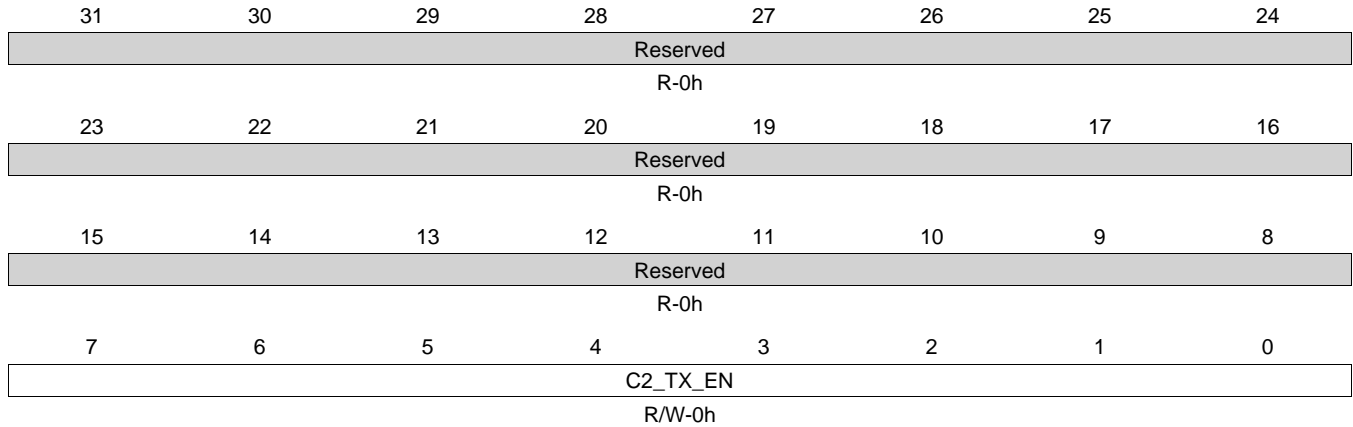 31 30 29 28 27 26 25 24
Reserved
R-0h
23 22 21 20 19 18 17 16
Reserved
R-0h
15 14 13 12 11 10 9 8
Reserved
R-0h
7 6 5 4 3 2 1 0
C2_TX_EN
R/W-0h